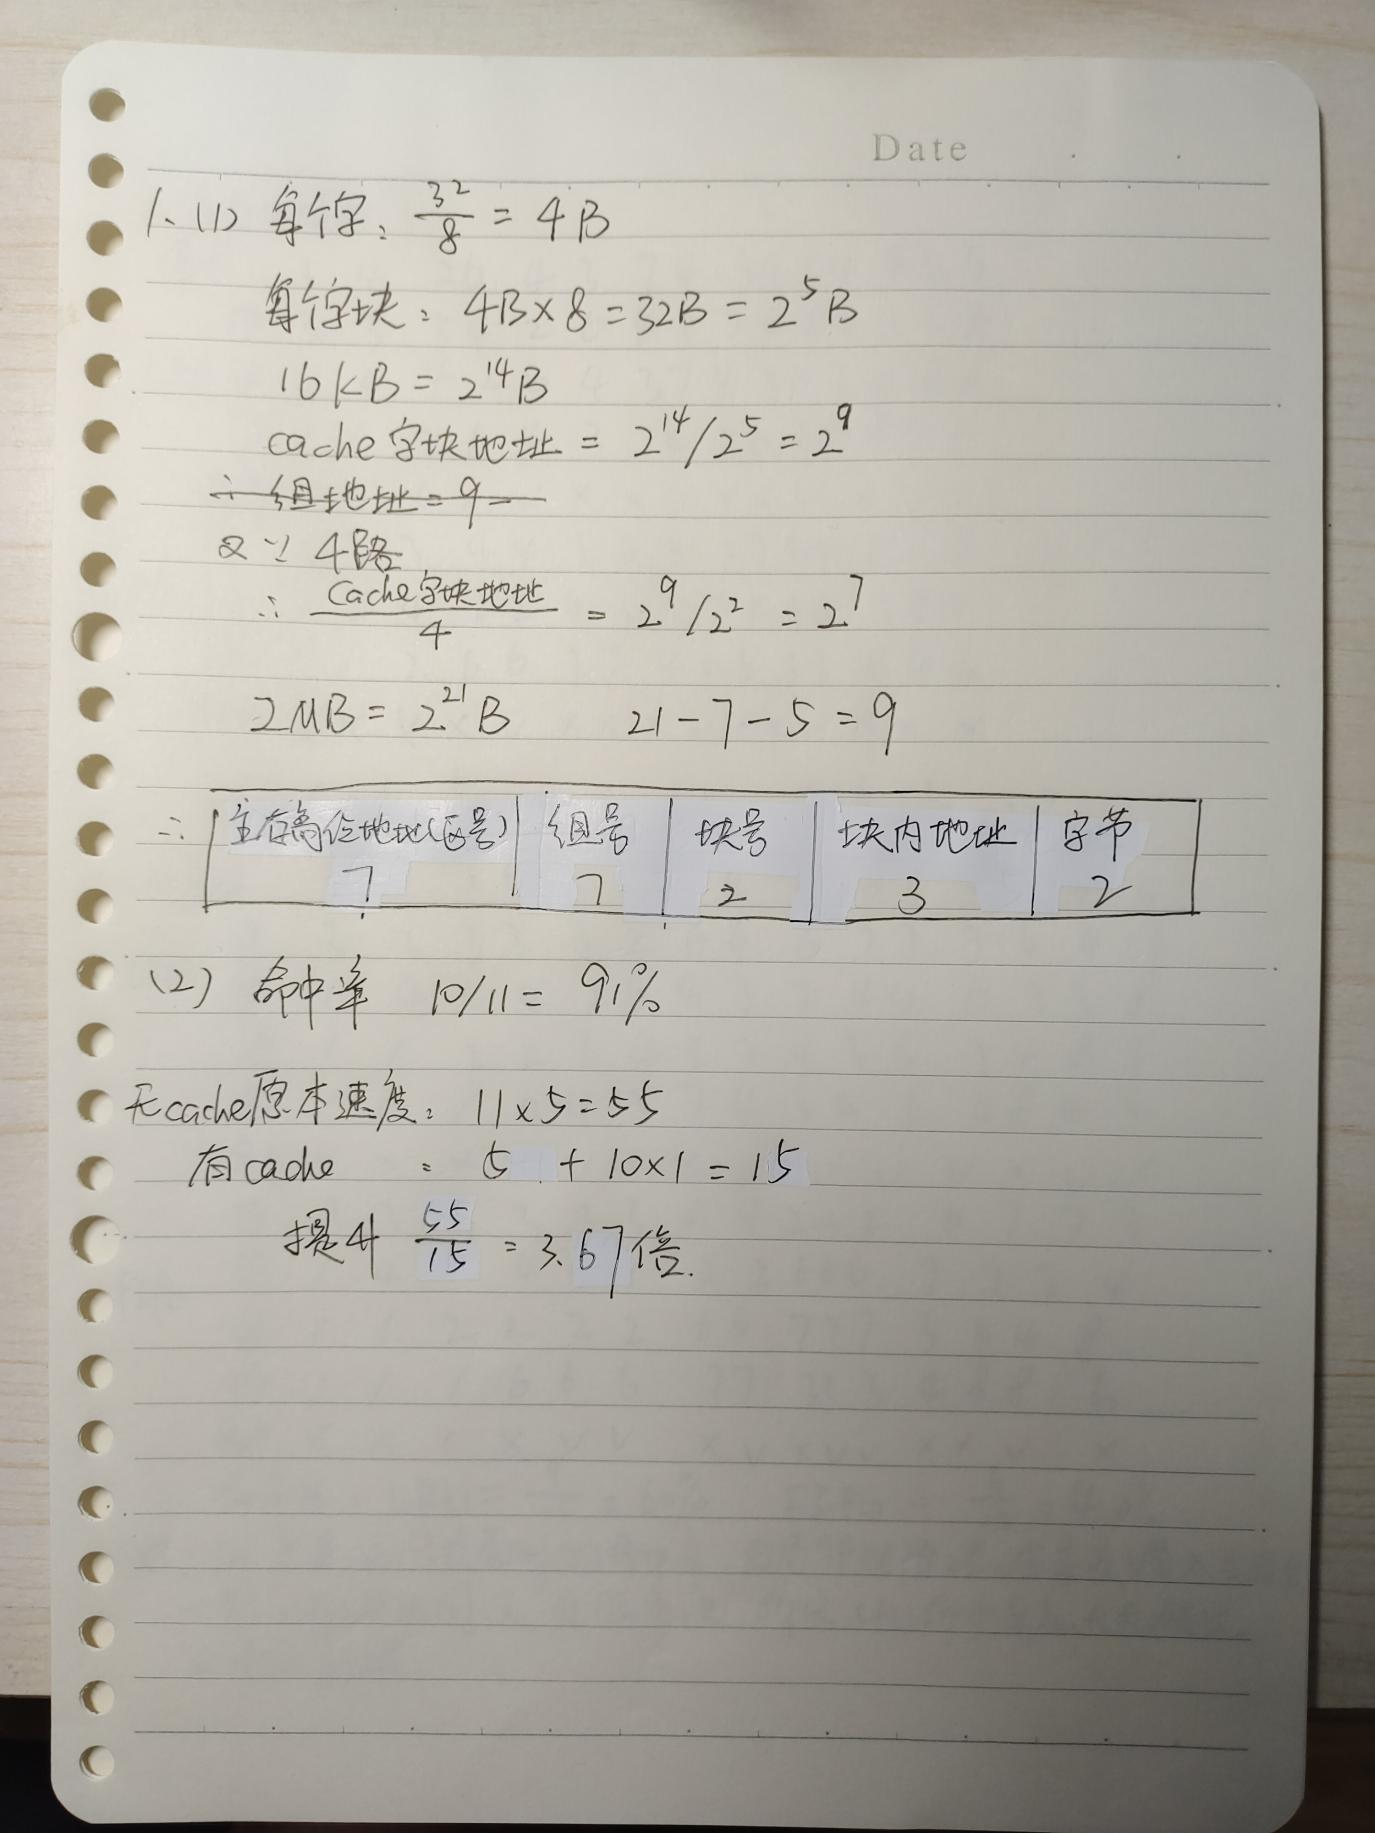 Date
1、(1) 每个字: 32/8 = 4B
每个字块: 4B×8=32B=2^5B
16KB=2^14B
cache字块地址 = 2^14/2^5=2^9
∴ 组地址=9
又∵ 4路
∴ Cache字块地址/4 = 2^9/2^2 = 2^7
2MB=2^21B 21-7-5=9
∴ 主存高位地址(区号) 组号 块号 块内地址 字节
7 7 2 3 2
(2) 命中率 10/11= 91%
无cache原本速度: 11×5=55
有cache : 5 + 10×1=15
提升 55/15 = 3.67倍.